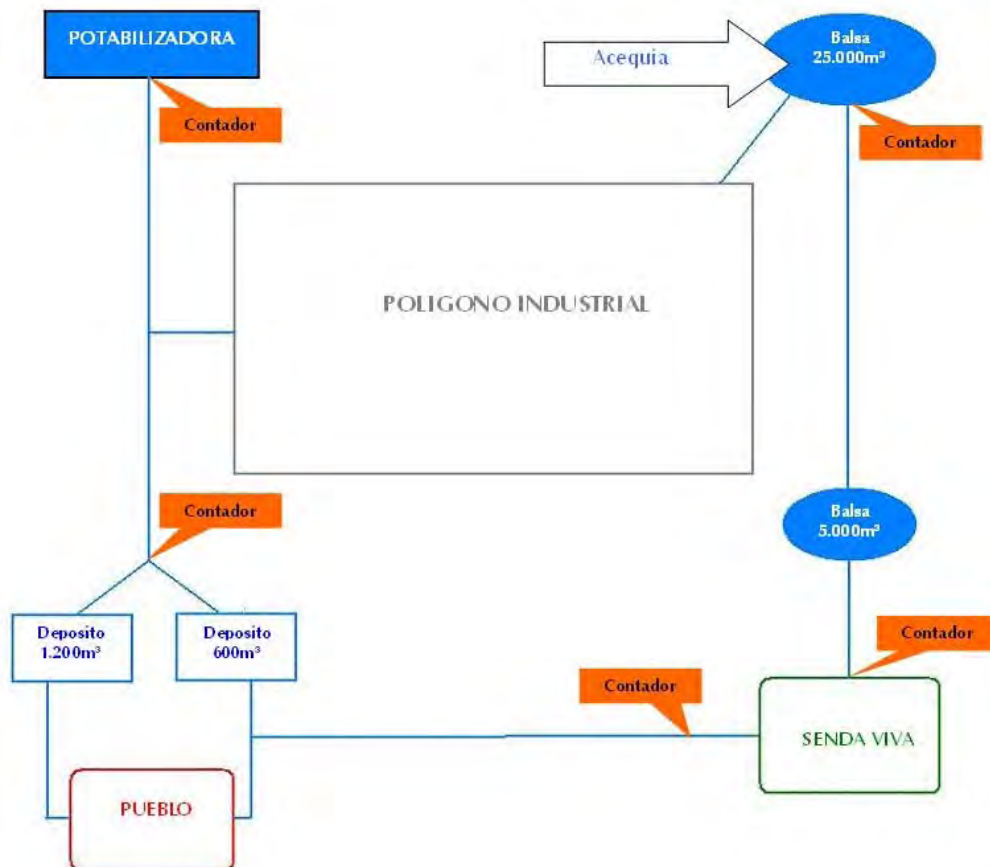 POTABILIZADORA
Acequia
Balsa
25.000m³
Contador
Contador
POLIGONO INDUSTRIAL
Contador
Balsa
5.000m³
Deposito
1.200m³
Deposito
600m³
Contador
Contador
SENDA VIVA
PUEBLO